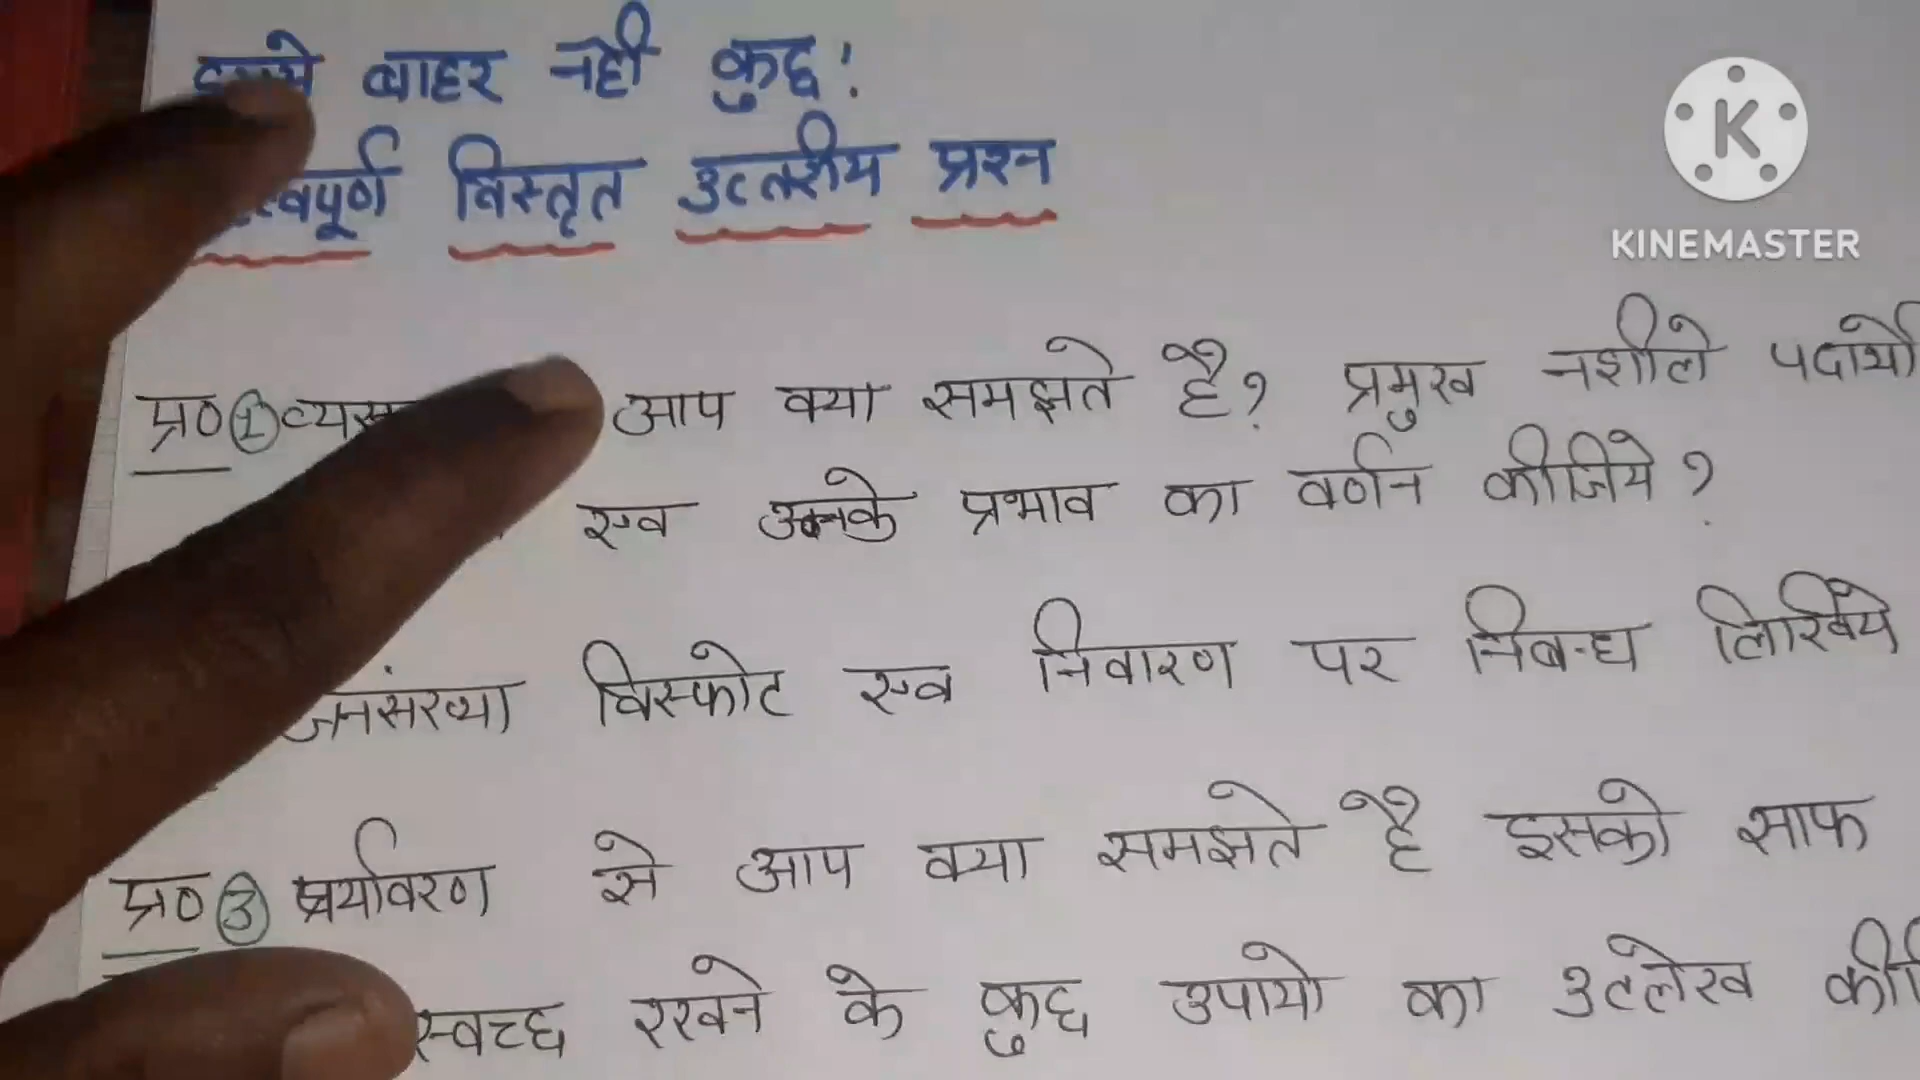 बाहर नही कुछ!
विस्तृत उत्तरीय प्रश्न
K
KINEMASTER
प्र० ① आप क्या समझते है? प्रमुख नशीले पदार्थो
एव उनके प्रभाव का वर्णन कीजिये?
जनसंख्या विस्फोट एव निवारण पर निबन्ध लिखिये
प्र० ③ पर्यावरण से आप क्या समझते है इसको साफ
स्वच्छ रखने के कुछ उपायो का उल्लेख